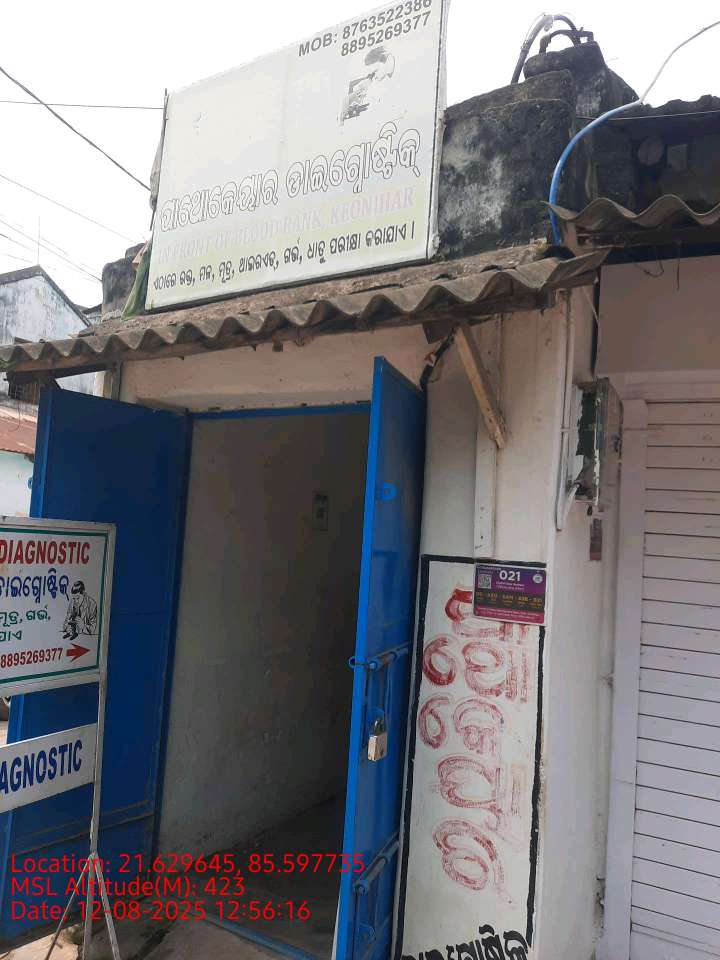 MOB: 8763522386
8895269377
ପାଥୋକେୟାର ଡାଇଗ୍ନୋଷ୍ଟିକ୍
IN FRONT OF BLOOD BANK, KEONJHAR
ଏଠାରେ ରକ୍ତ, ମଳ, ମୂତ୍ର, ଥାଇରଏଡ୍, ଗର୍ଭ, ଧାତୁ ପରୀକ୍ଷା କରାଯାଏ ।
DIAGNOSTIC
ଡାଇଗ୍ନୋଷ୍ଟିକ୍
ମୂତ୍ର, ଗର୍ଭ,
ଯାଏ
8895269377
AGNOSTIC
021
ପାଥୋକେୟାର
Location: 21.629645, 85.597735
MSL Altitude(M): 423
Date: 12-08-2025 12:56:16